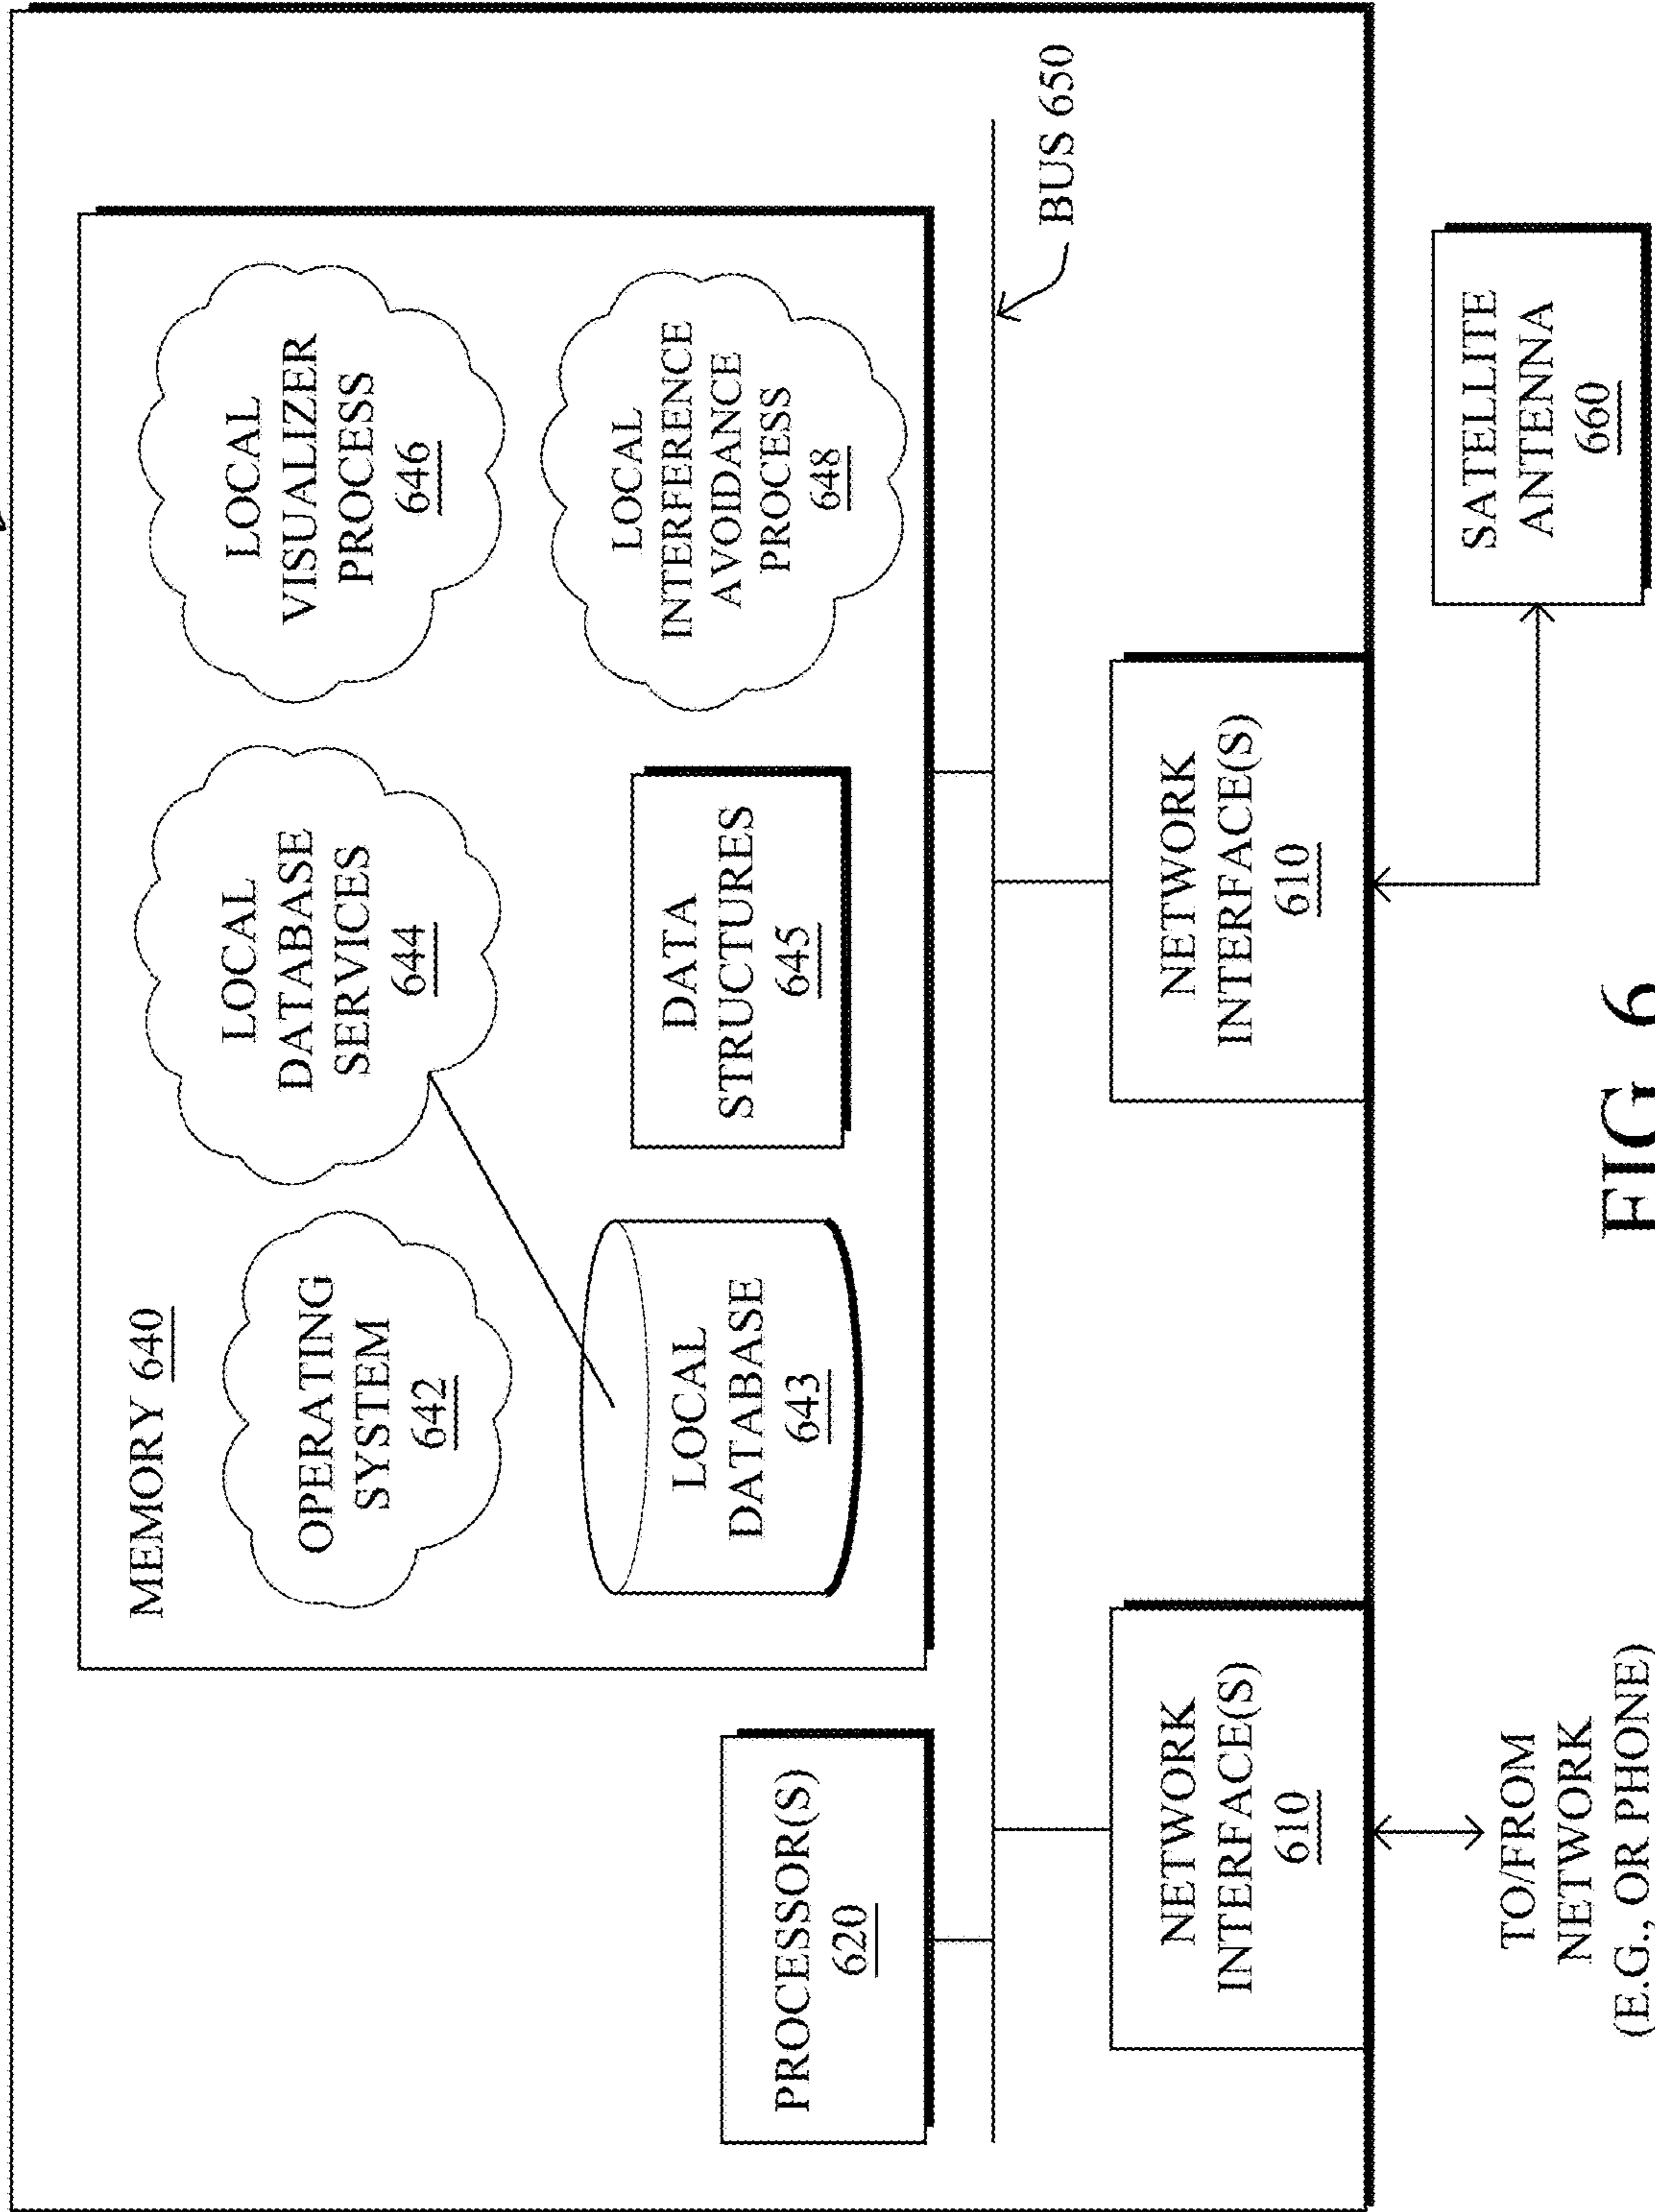 MEMORY 640
OPERATING
SYSTEM
642
LOCAL
DATABASE
SERVICES
644
LOCAL
VISUALIZER
PROCESS
646
LOCAL
DATABASE
643
DATA
STRUCTURES
645
LOCAL
INTERFERENCE
AVOIDANCE
PROCESS
648
PROCESSOR(S)
620
BUS 650
NETWORK
INTERFACE(S)
610
NETWORK
INTERFACE(S)
610
TO/FROM
NETWORK
(E.G., OR PHONE)
SATELLITE
ANTENNA
660
FIG. 6